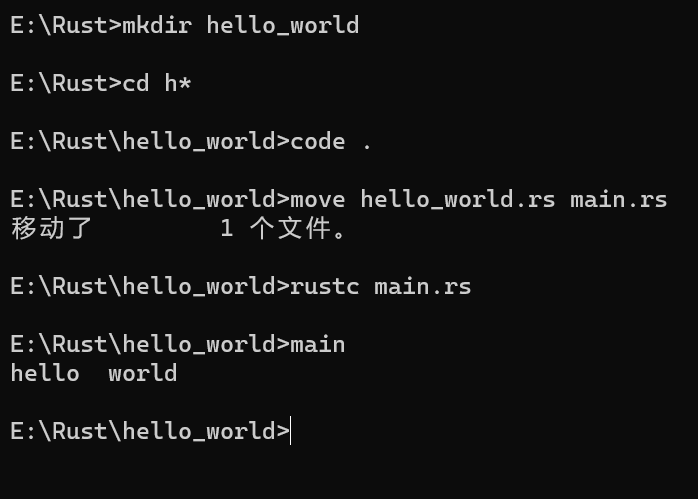 E:\Rust>mkdir hello_world
E:\Rust>cd h*
E:\Rust\hello_world>code .
E:\Rust\hello_world>move hello_world.rs main.rs
移动了         1 个文件。
E:\Rust\hello_world>rustc main.rs
E:\Rust\hello_world>main
hello  world
E:\Rust\hello_world>